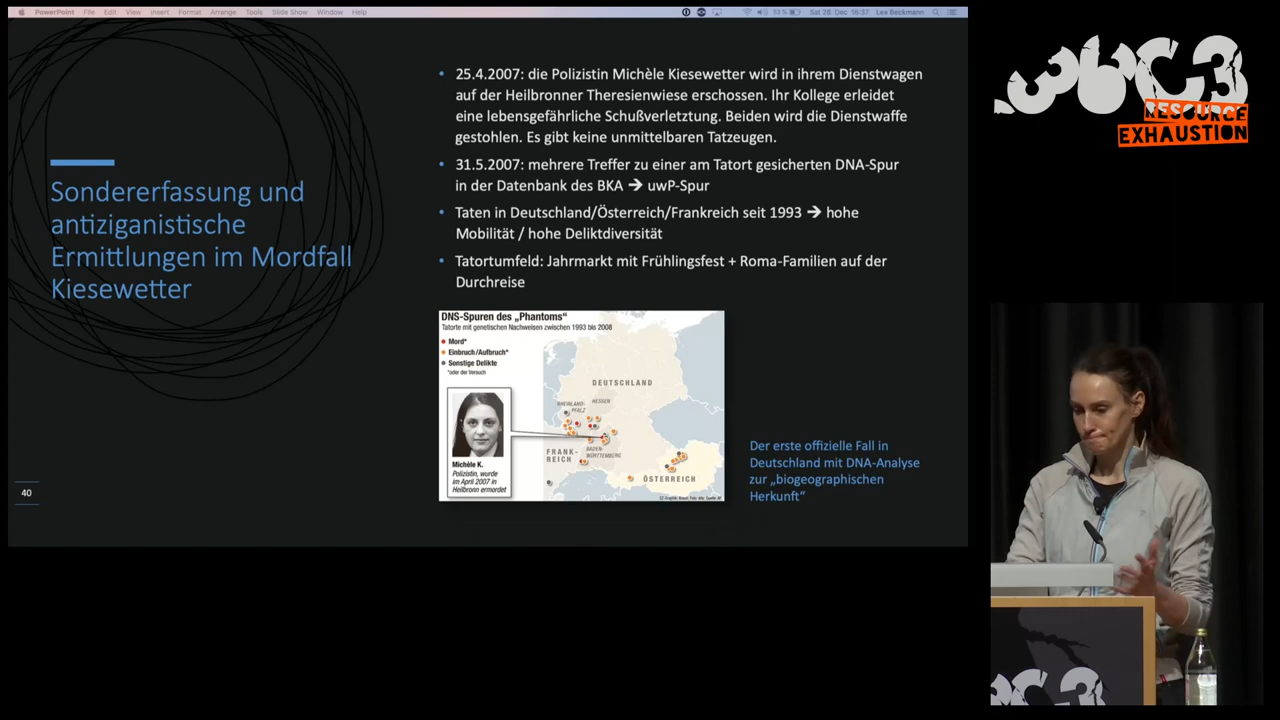 PowerPoint File Edit View Insert Format Arrange Tools Slide Show Window Help
Sat 28. Dec 16:37 Lea Beckmann
Sondererfassung und
antiziganistische
Ermittlungen im Mordfall
Kiesewetter
40
• 25.4.2007: die Polizistin Michèle Kiesewetter wird in ihrem Dienstwagen
auf der Heilbronner Theresienwiese erschossen. Ihr Kollege erleidet
eine lebensgefährliche Schußverletztung. Beiden wird die Dienstwaffe
gestohlen. Es gibt keine unmittelbaren Tatzeugen.
• 31.5.2007: mehrere Treffer zu einer am Tatort gesicherten DNA-Spur
in der Datenbank des BKA → uwP-Spur
• Taten in Deutschland/Österreich/Frankreich seit 1993 → hohe
Mobilität / hohe Deliktdiversität
• Tatortumfeld: Jahrmarkt mit Frühlingsfest + Roma-Familien auf der
Durchreise
DNS-Spuren des „Phantoms“
Tatorte mit genetischen Nachweisen zwischen 1993 bis 2008
Mord*
Einbruch/Aufbruch*
Sonstige Delikte
*oder der Versuch
DEUTSCHLAND
RHEINLAND-
PFALZ
HESSEN
FRANK-
REICH
BADEN-
WÜRTTEMBERG
ÖSTERREICH
Michèle K.
Polizistin, wurde
im April 2007 in
Heilbronn ermordet
Der erste offizielle Fall in
Deutschland mit DNA-Analyse
zur „biogeographischen
Herkunft“
36C3
RESOURCE
EXHAUSTION